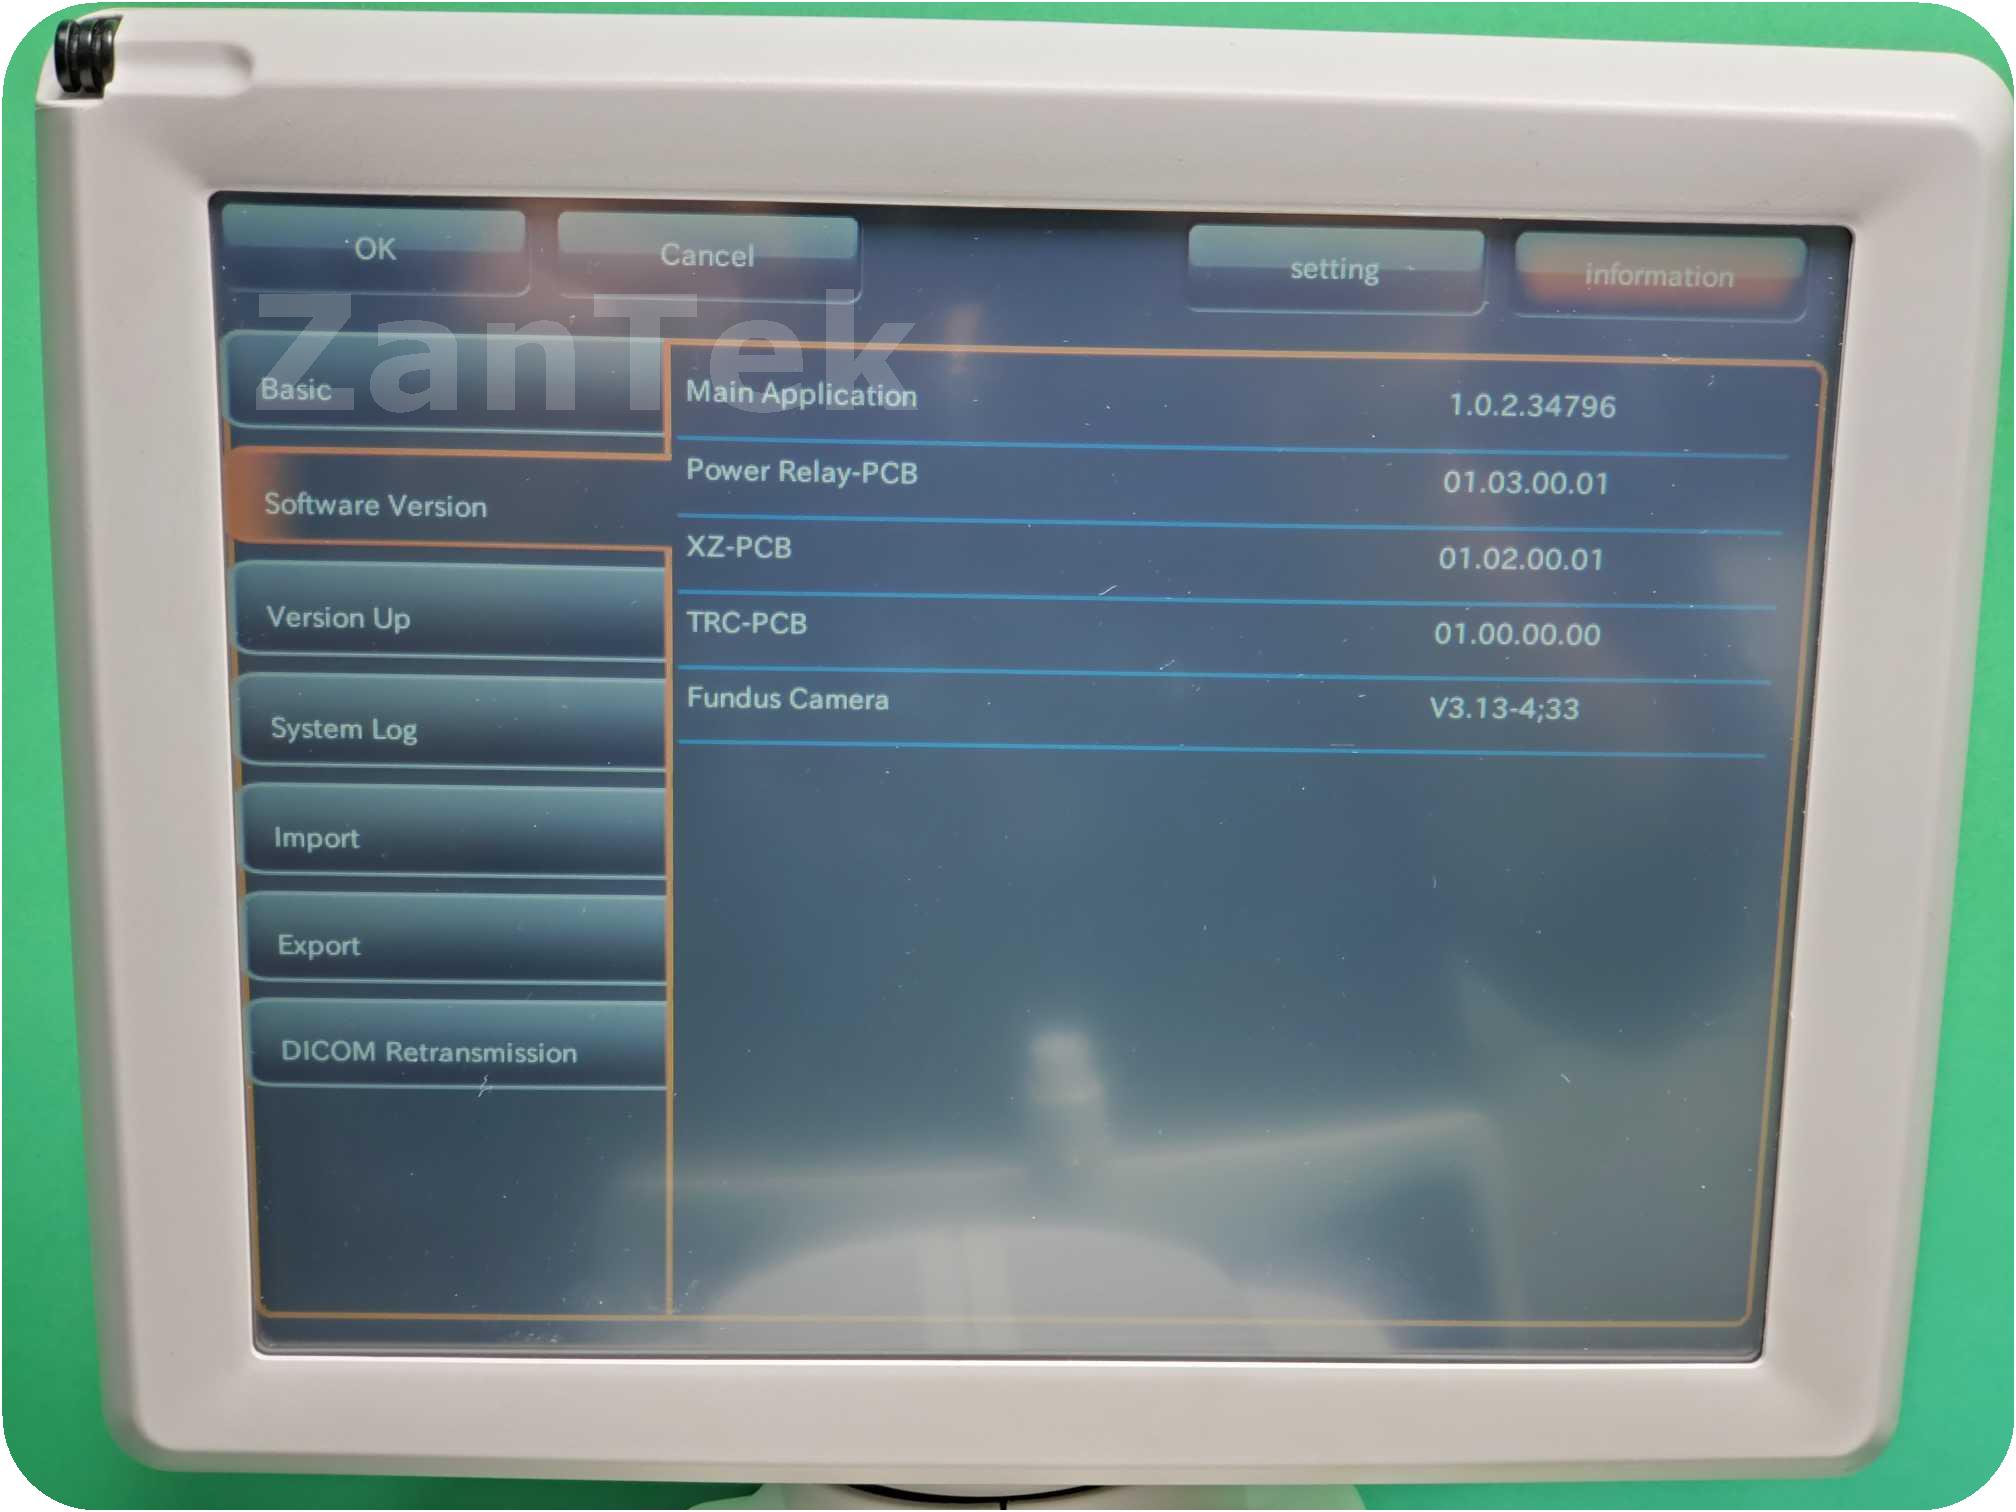 OK
Cancel
setting
information
ZanTek
Basic
Software Version
Version Up
System Log
Import
Export
DICOM Retransmission
Main Application 1.0.2.34796
Power Relay-PCB 01.03.00.01
XZ-PCB 01.02.00.01
TRC-PCB 01.00.00.00
Fundus Camera V3.13-4;33